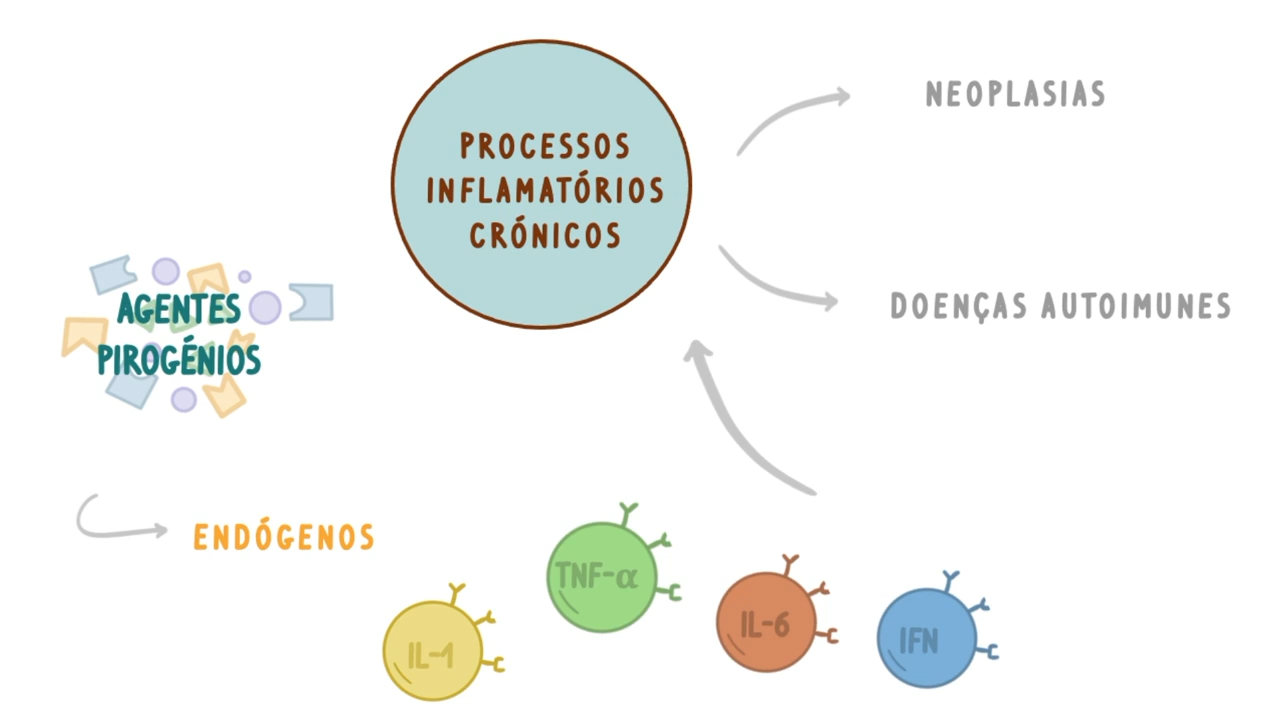 PROCESSOS
INFLAMATÓRIOS
CRÓNICOS
NEOPLASIAS
DOENÇAS AUTOIMUNES
AGENTES
PIROGÉNIOS
ENDÓGENOS
IL-1
TNF-α
IL-6
IFN